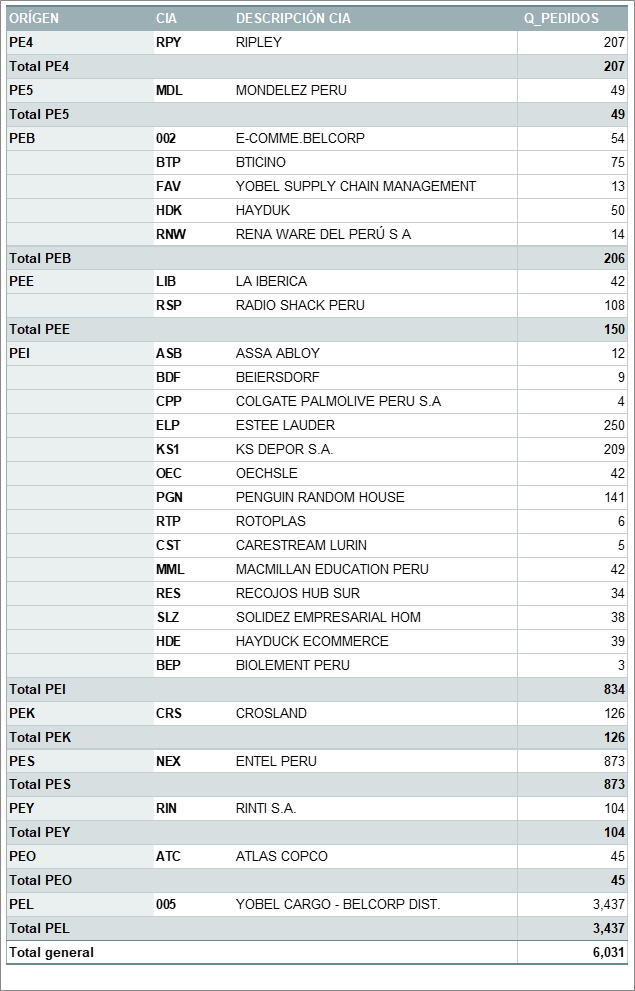 ORÍGEN CIA DESCRIPCIÓN CIA Q_PEDIDOS
PE4 RPY RIPLEY 207
Total PE4 207
PE5 MDL MONDELEZ PERU 49
Total PE5 49
PEB 002 E-COMME.BELCORP 54
BTP BTICINO 75
FAV YOBEL SUPPLY CHAIN MANAGEMENT 13
HDK HAYDUK 50
RNW RENA WARE DEL PERÚ S A 14
Total PEB 206
PEE LIB LA IBERICA 42
RSP RADIO SHACK PERU 108
Total PEE 150
PEI ASB ASSA ABLOY 12
BDF BEIERSDORF 9
CPP COLGATE PALMOLIVE PERU S.A 4
ELP ESTEE LAUDER 250
KS1 KS DEPOR S.A. 209
OEC OECHSLE 42
PGN PENGUIN RANDOM HOUSE 141
RTP ROTOPLAS 6
CST CARESTREAM LURIN 5
MML MACMILLAN EDUCATION PERU 42
RES RECOJOS HUB SUR 34
SLZ SOLIDEZ EMPRESARIAL HOM 38
HDE HAYDUCK ECOMMERCE 39
BEP BIOLEMENT PERU 3
Total PEI 834
PEK CRS CROSLAND 126
Total PEK 126
PES NEX ENTEL PERU 873
Total PES 873
PEY RIN RINTI S.A. 104
Total PEY 104
PEO ATC ATLAS COPCO 45
Total PEO 45
PEL 005 YOBEL CARGO - BELCORP DIST. 3,437
Total PEL 3,437
Total general 6,031